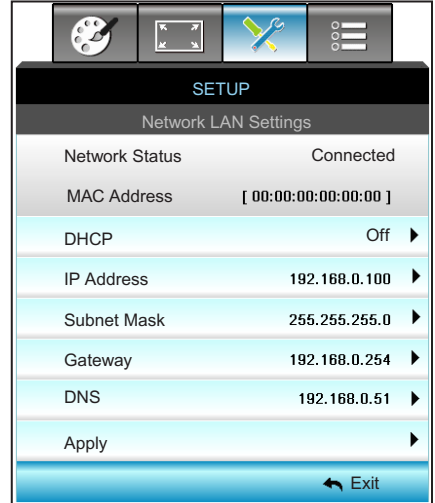 SETUP
Network LAN Settings
Network Status Connected
MAC Address [ 00:00:00:00:00:00 ]
DHCP Off
IP Address 192.168.0.100
Subnet Mask 255.255.255.0
Gateway 192.168.0.254
DNS 192.168.0.51
Apply
Exit